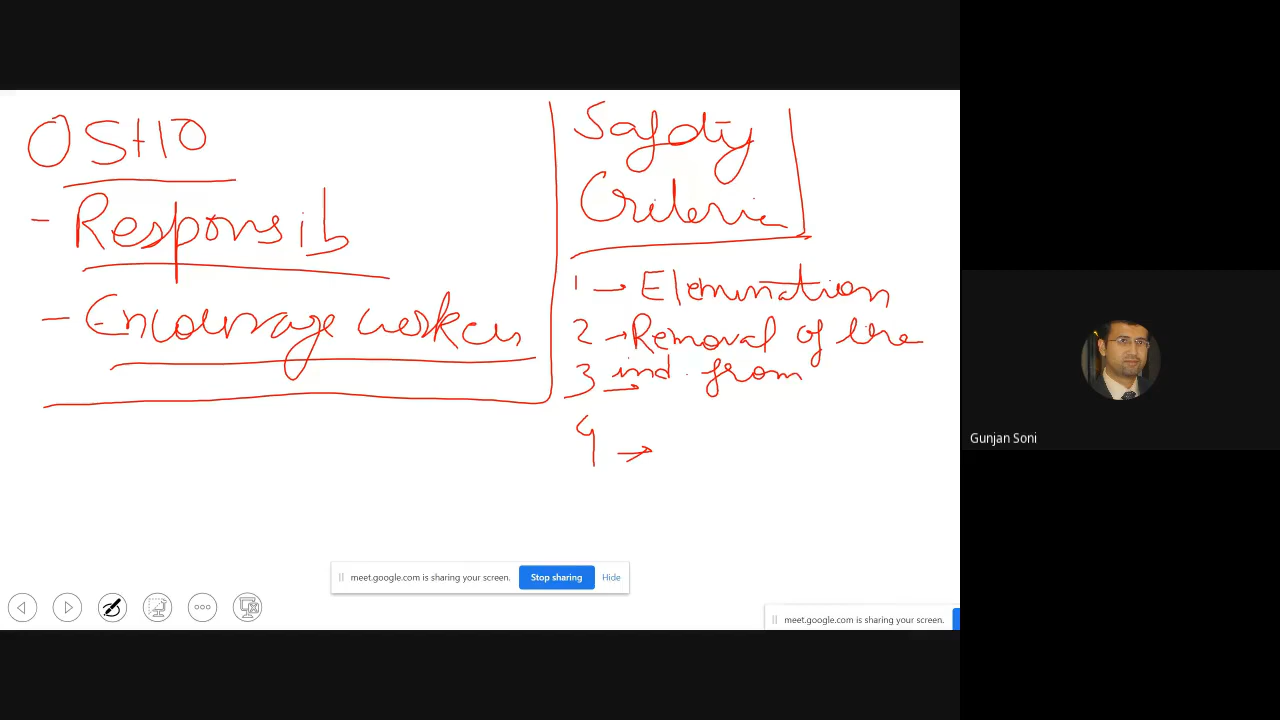 OSHO
- Responsib
- Encourage workers
Safety
Criteria
1 → Elemination
2 → Removal of the
3 → ind. from
4 →
meet.google.com is sharing your screen. Stop sharing Hide
meet.google.com is sharing your screen.
Gunjan Soni